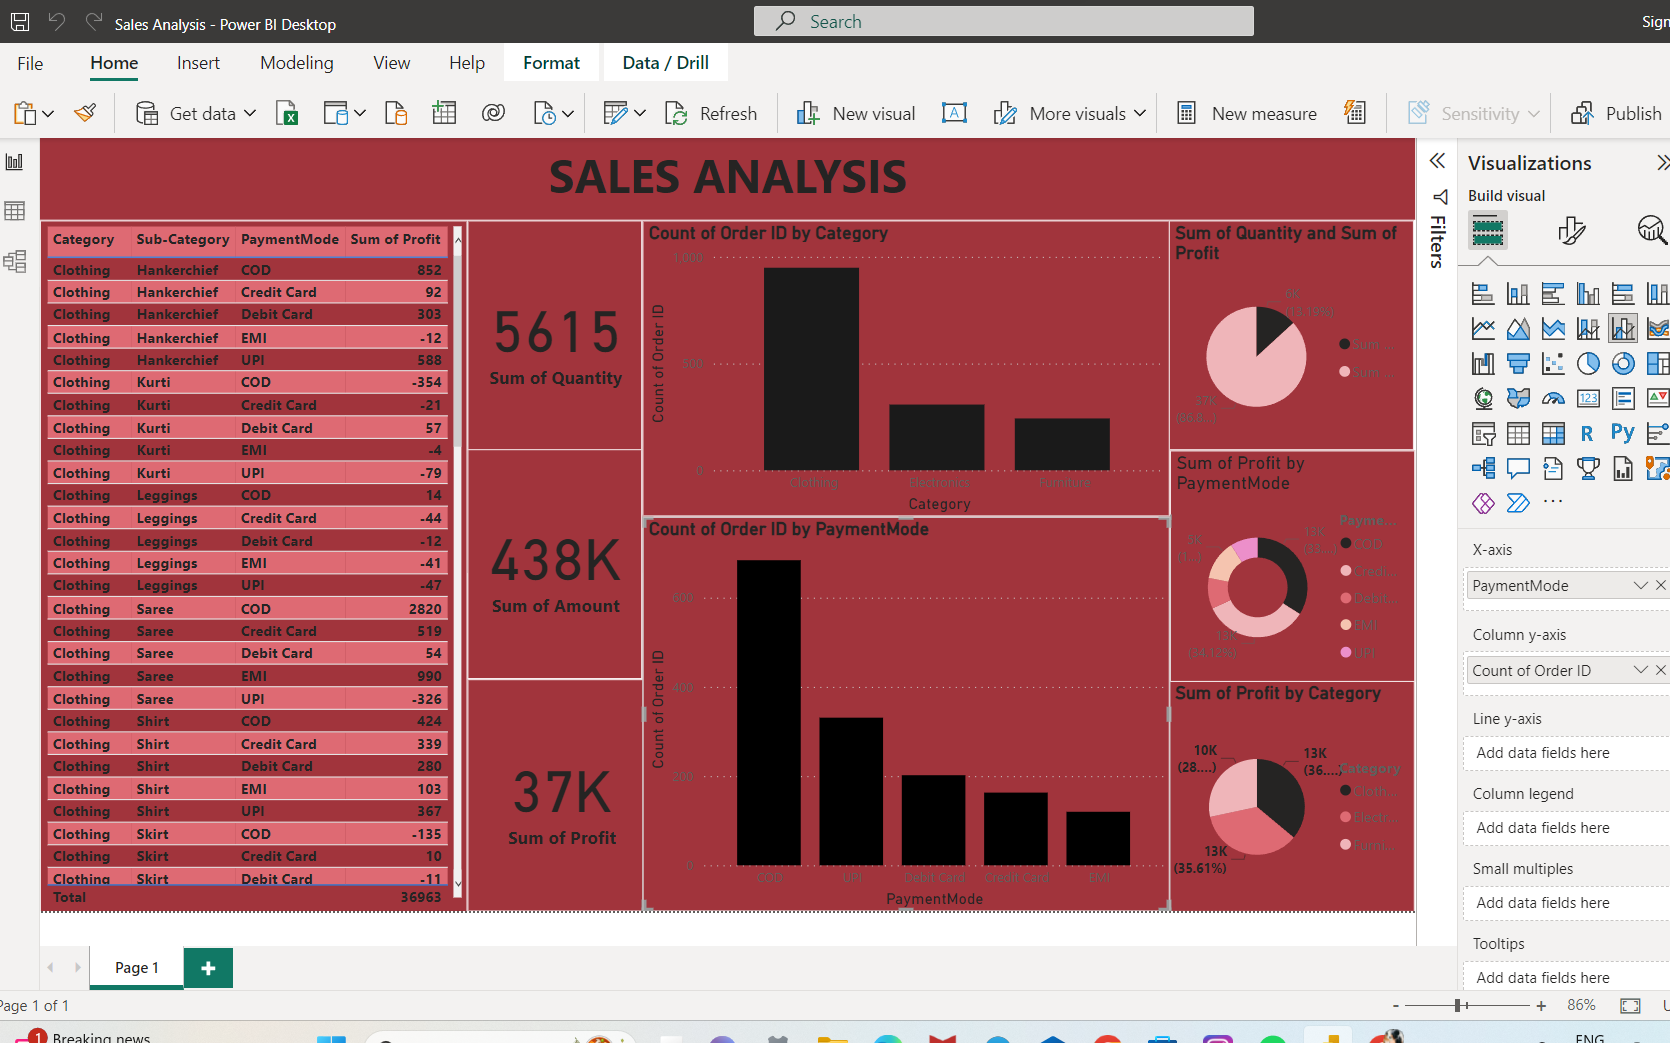 Sales Analysis - Power BI Desktop
Search
Sign
File Home Insert Modeling View Help Format Data / Drill
Get data Refresh New visual A More visuals New measure Sensitivity Publish
SALES ANALYSIS
Category Sub-Category PaymentMode Sum of Profit
Clothing Hankerchief COD 852
Clothing Hankerchief Credit Card 92
Clothing Hankerchief Debit Card 303
Clothing Hankerchief EMI -12
Clothing Hankerchief UPI 588
Clothing Kurti COD -354
Clothing Kurti Credit Card -21
Clothing Kurti Debit Card 57
Clothing Kurti EMI -4
Clothing Kurti UPI -79
Clothing Leggings COD 14
Clothing Leggings Credit Card -44
Clothing Leggings Debit Card -12
Clothing Leggings EMI -41
Clothing Leggings UPI -47
Clothing Saree COD 2820
Clothing Saree Credit Card 519
Clothing Saree Debit Card 54
Clothing Saree EMI 990
Clothing Saree UPI -326
Clothing Shirt COD 424
Clothing Shirt Credit Card 339
Clothing Shirt Debit Card 280
Clothing Shirt EMI 103
Clothing Shirt UPI 367
Clothing Skirt COD -135
Clothing Skirt Credit Card 10
Clothing Skirt Debit Card -11
Total 36963
5615
Sum of Quantity
438K
Sum of Amount
37K
Sum of Profit
Count of Order ID by Category
Count of Order ID
1,000
500
0
Clothing Electronics Furniture
Category
Count of Order ID by PaymentMode
Count of Order ID
600
400
200
0
COD UPI Debit Card Credit Card EMI
PaymentMode
Sum of Quantity and Sum of
Profit
6K
(13.19%)
Sum ...
Sum ...
37K
(86.8...)
Sum of Profit by
PaymentMode
Payme...
COD
Credi...
Debit...
EMI
UPI
13K
(33....)
5K
(1...)
13K
(34.12%)
Sum of Profit by Category
10K
(28....)
13K
(36....)
13K
(35.61%)
Category
Cloth...
Electr...
Furni...
Filters
Visualizations
Build visual
123
R
Py
...
X-axis
PaymentMode
Column y-axis
Count of Order ID
Line y-axis
Add data fields here
Column legend
Add data fields here
Small multiples
Add data fields here
Tooltips
Add data fields here
Page 1
+
Page 1 of 1
- + 86%
1
Breaking news
ENG